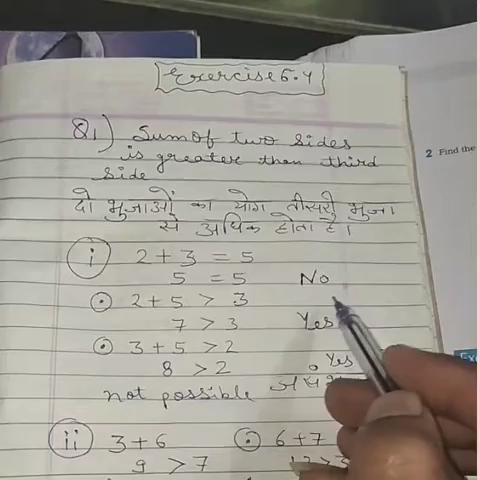 Exercise 6.4
Q1) Sum of two sides
is greater than third
side
दो भुजाओं का योग तीसरी भुजा
से अधिक होता है।
i 2 + 3 = 5
5 = 5 No
2 + 5 > 3
7 > 3 Yes
3 + 5 > 2
8 > 2 Yes
not possible
ii 3 + 6 6 + 7
9 > 7
2 Find the